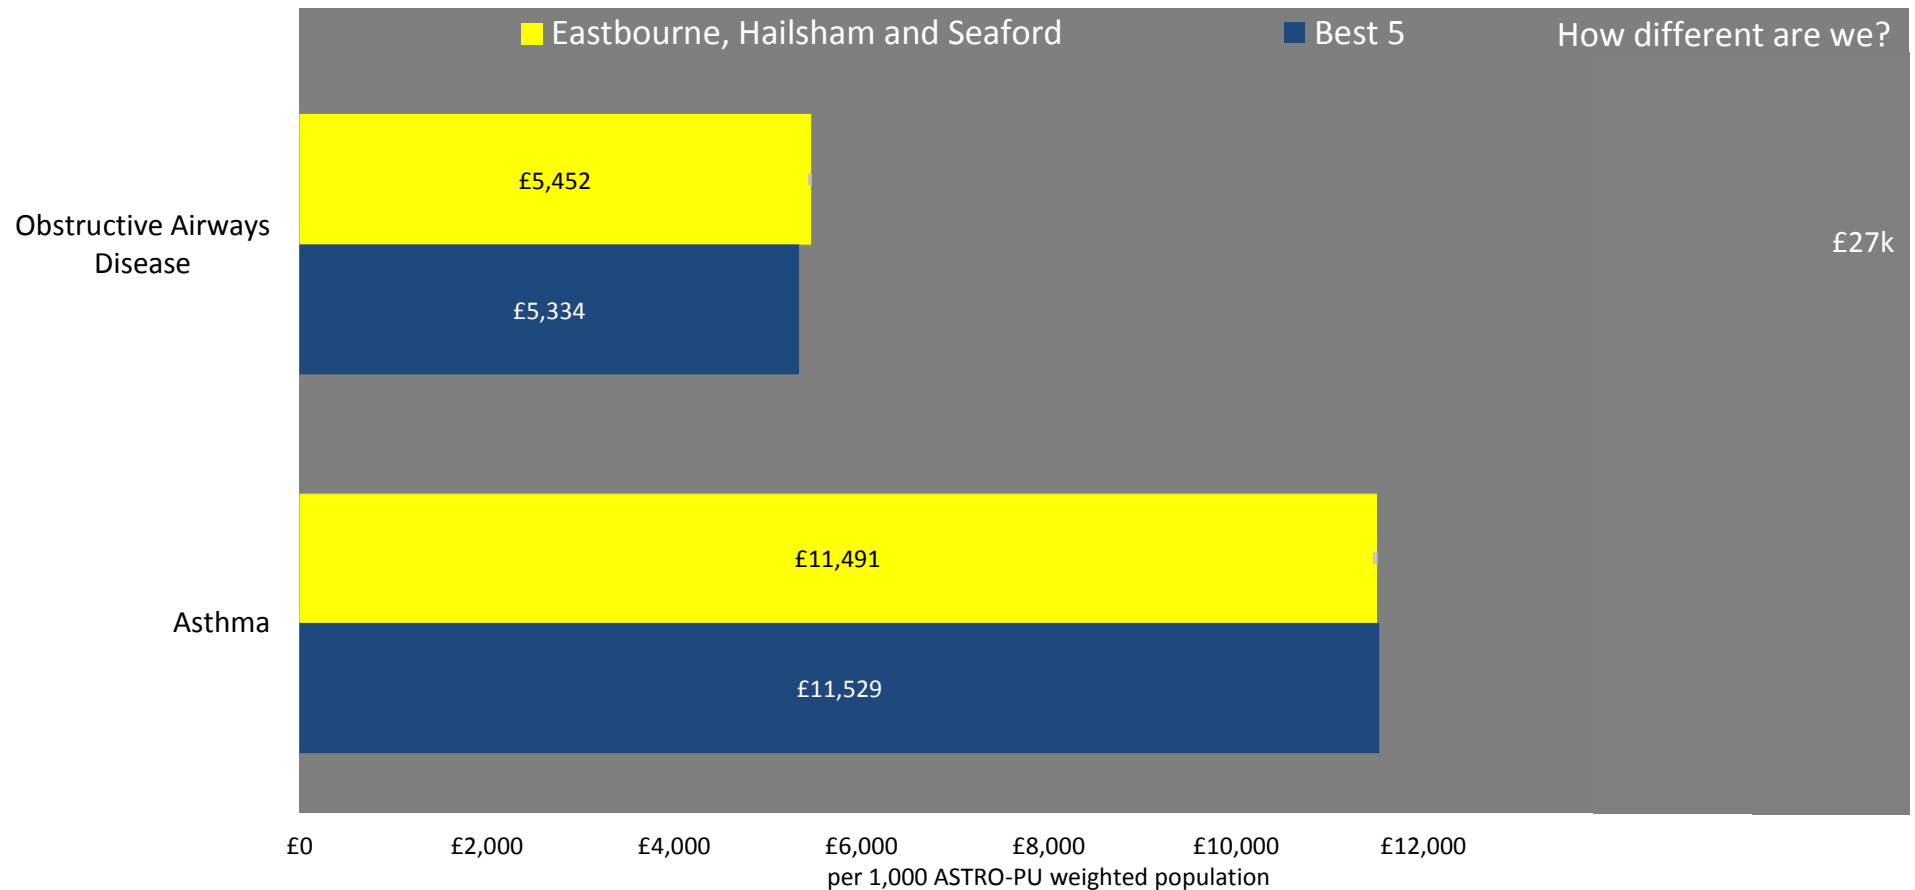 Eastbourne, Hailsham and Seaford
Best 5
How different are we?
Obstructive Airways
Disease
£5,452
£5,334
£27k
Asthma
£11,491
£11,529
£0 £2,000 £4,000 £6,000 £8,000 £10,000 £12,000
per 1,000 ASTRO-PU weighted population